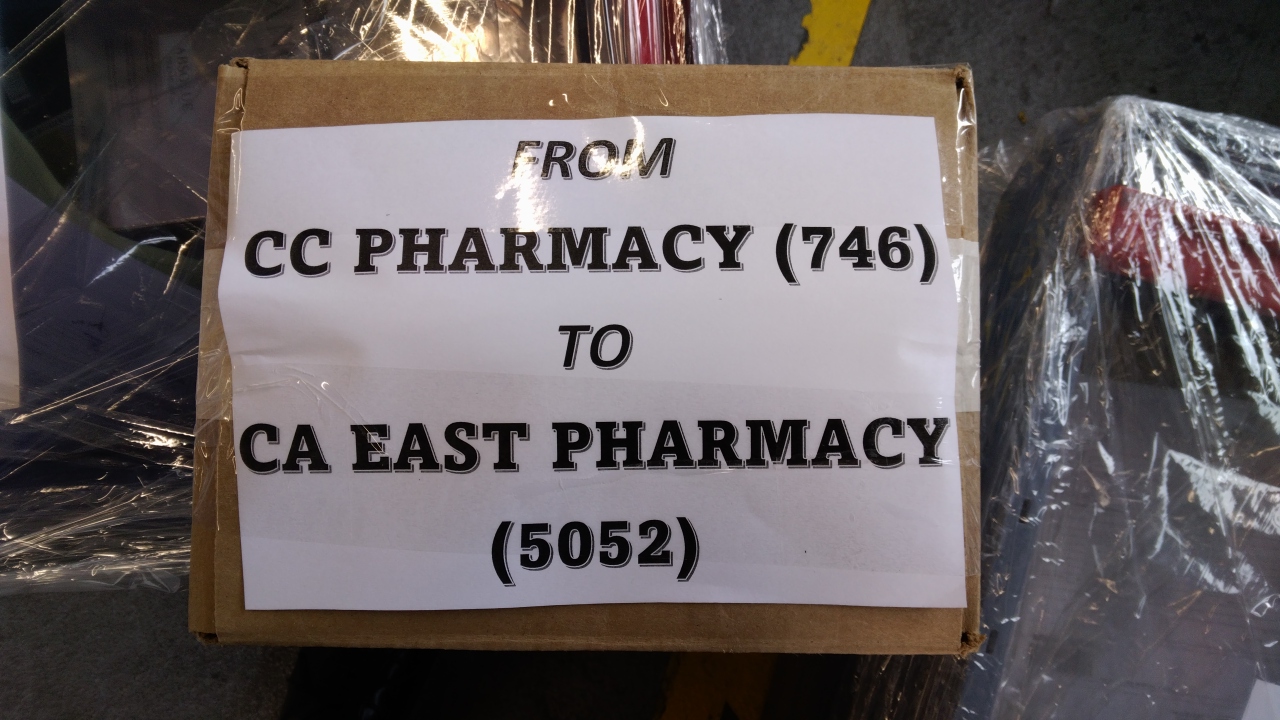 FROM
CC PHARMACY (746)
TO
CA EAST PHARMACY
(5052)